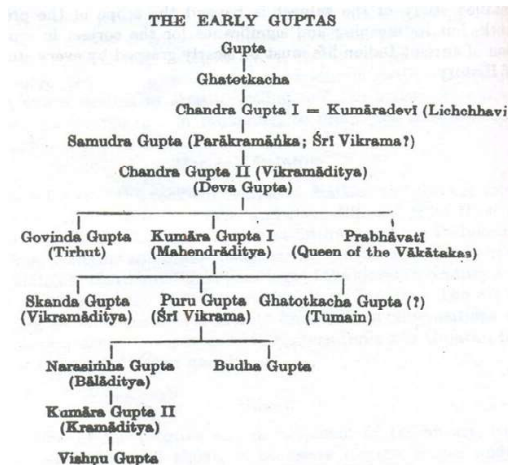 THE EARLY GUPTAS
Gupta
Ghatotkacha
Chandra Gupta I = Kumāradevī (Lichchhavi
Samudra Gupta (Parākramāṅka; Śrī Vikrama?)
Chandra Gupta II (Vikramāditya)
(Deva Gupta)
Govinda Gupta Kumāra Gupta I Prabhāvatī
(Tirhut) (Mahendrāditya) (Queen of the Vākāṭakas)
Skanda Gupta Puru Gupta Ghatotkacha Gupta (?)
(Vikramāditya) (Śrī Vikrama) (Tumain)
Narasiṁha Gupta Budha Gupta
(Bālāditya)
Kumāra Gupta II
(Kramāditya)
Vishṇu Gupta